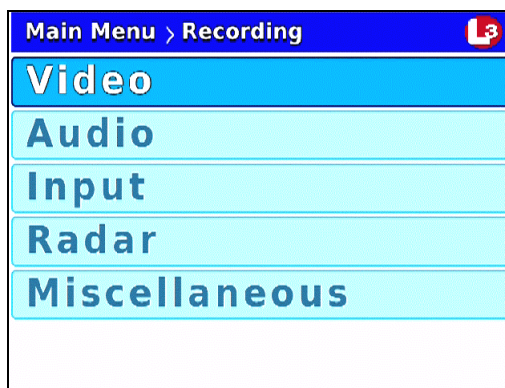 Main Menu > Recording L3
Video
Audio
Input
Radar
Miscellaneous